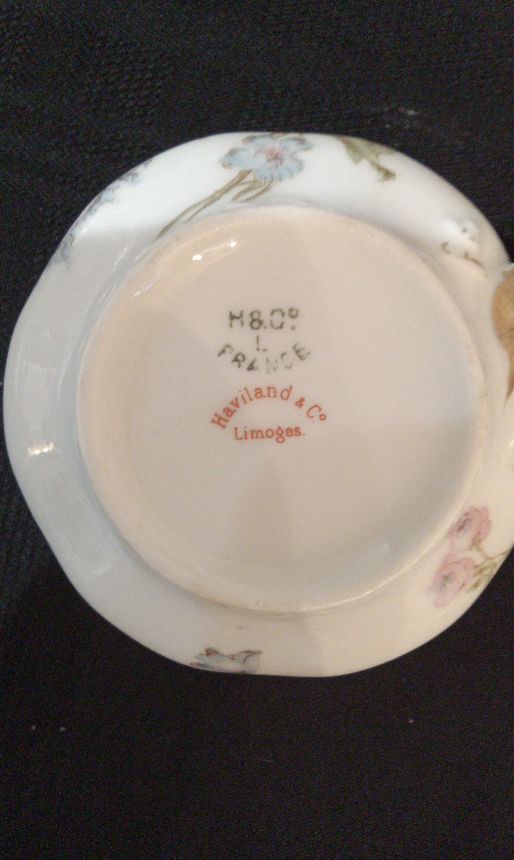 H & Cº
L
FRANCE
Haviland & Cº
Limoges.